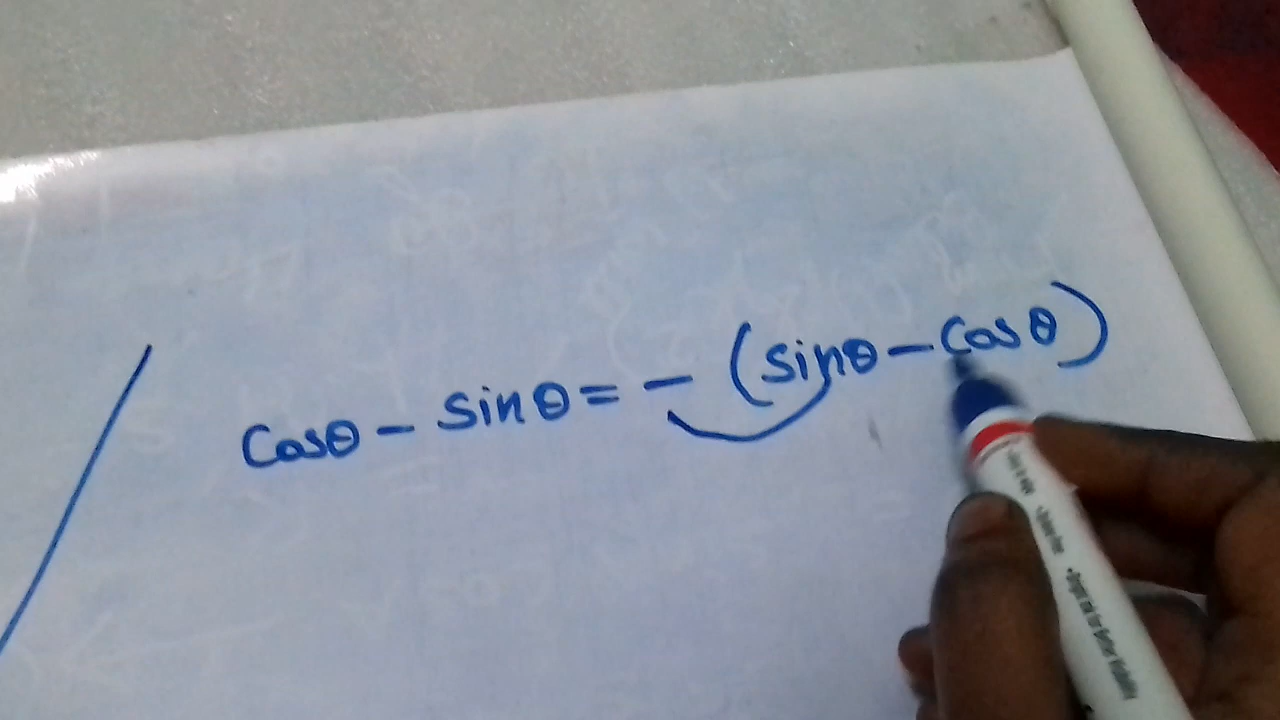 Cosθ - sinθ = - (sinθ - Cosθ)